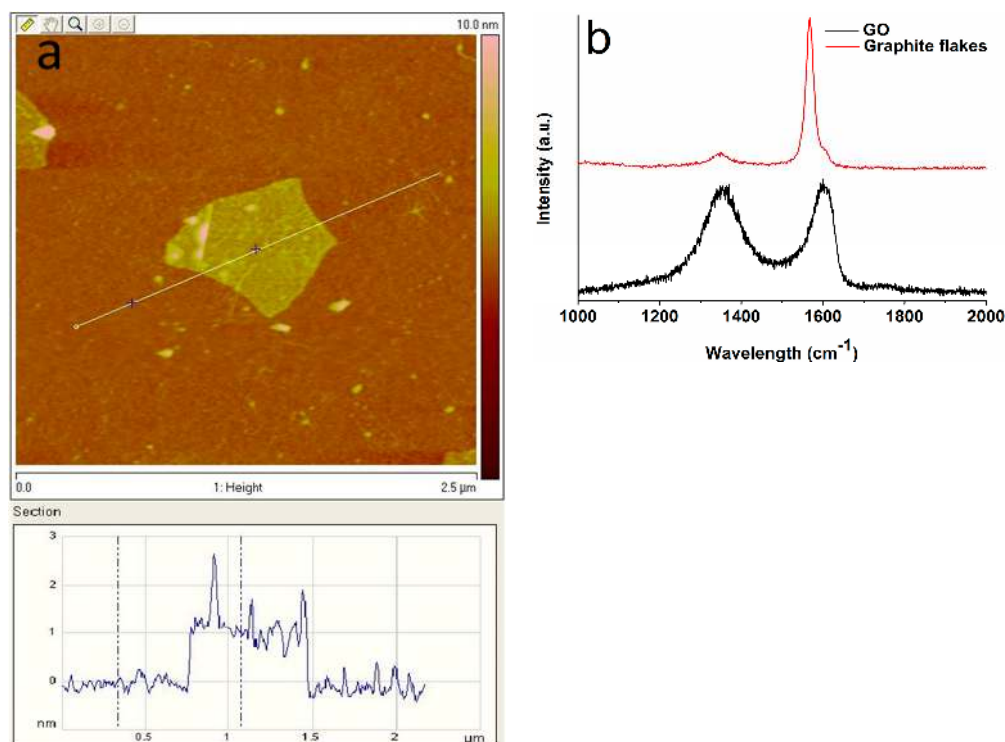 10.0 nm
a
0.0 1: Height 2.5 µm
Section
3
2
1
0
nm
0.5 1 1.5 2 µm
b
GO
Graphite flakes
Intensity (a.u.)
1000 1200 1400 1600 1800 2000
Wavelength (cm⁻¹)